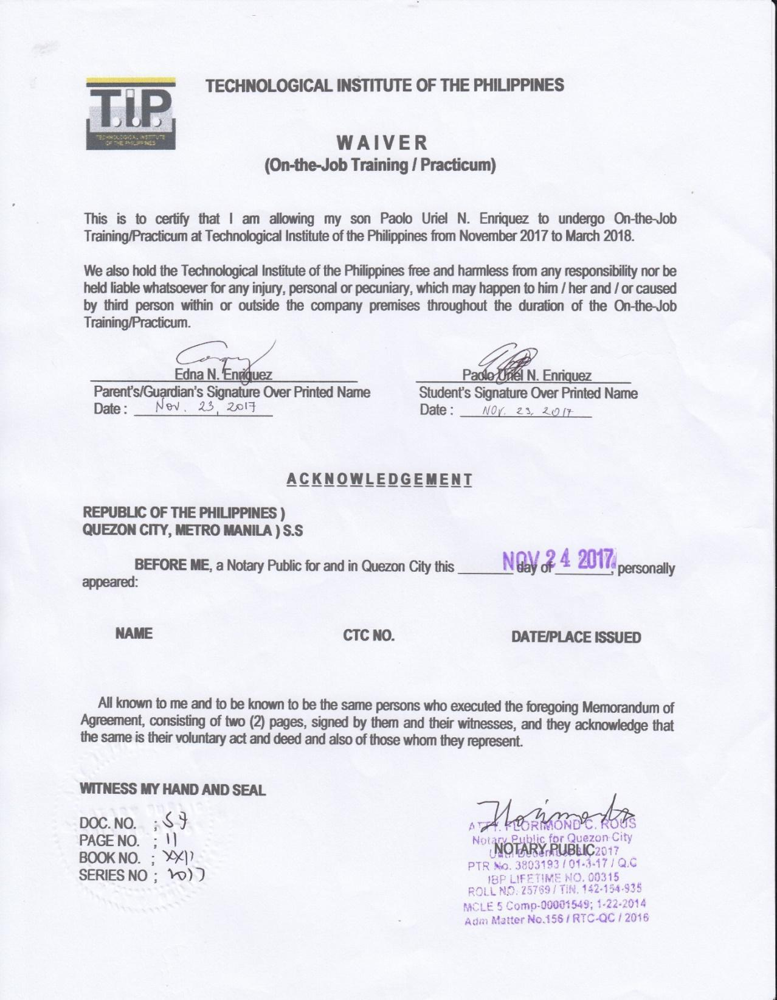 T.I.P.
TECHNOLOGICAL INSTITUTE
OF THE PHILIPPINES
TECHNOLOGICAL INSTITUTE OF THE PHILIPPINES
WAIVER
(On-the-Job Training / Practicum)
This is to certify that I am allowing my son Paolo Uriel N. Enriquez to undergo On-the-Job
Training/Practicum at Technological Institute of the Philippines from November 2017 to March 2018.
We also hold the Technological Institute of the Philippines free and harmless from any responsibility nor be
held liable whatsoever for any injury, personal or pecuniary, which may happen to him / her and / or caused
by third person within or outside the company premises throughout the duration of the On-the-Job
Training/Practicum.
Edna N. Enriquez
Parent's/Guardian's Signature Over Printed Name
Date : Nov. 23, 2017
Paolo Uriel N. Enriquez
Student's Signature Over Printed Name
Date : NOV. 23, 2017
ACKNOWLEDGEMENT
REPUBLIC OF THE PHILIPPINES )
QUEZON CITY, METRO MANILA ) S.S
NOV 24 2017
BEFORE ME, a Notary Public for and in Quezon City this ________ day of ________, personally
appeared:
NAME CTC NO. DATE/PLACE ISSUED
All known to me and to be known to be the same persons who executed the foregoing Memorandum of
Agreement, consisting of two (2) pages, signed by them and their witnesses, and they acknowledge that
the same is their voluntary act and deed and also of those whom they represent.
WITNESS MY HAND AND SEAL
DOC. NO. ; 57
PAGE NO. ; 11
BOOK NO. ; XXII
SERIES NO ; 2017
ATTY. FLORIMOND C. ROUS
Notary Public for Quezon City
NOTARY PUBLIC
Until December 31, 2017
PTR No. 3803193 / 01-3-17 / Q.C
IBP LIFETIME NO. 00315
ROLL NO. 25769 / TIN. 142-154-935
MCLE 5 Comp-00001549; 1-22-2014
Adm Matter No.156 / RTC-QC / 2016